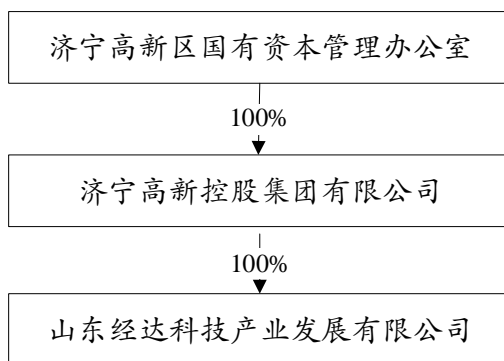 济宁高新区国有资本管理办公室
100%
济宁高新控股集团有限公司
100%
山东经达科技产业发展有限公司